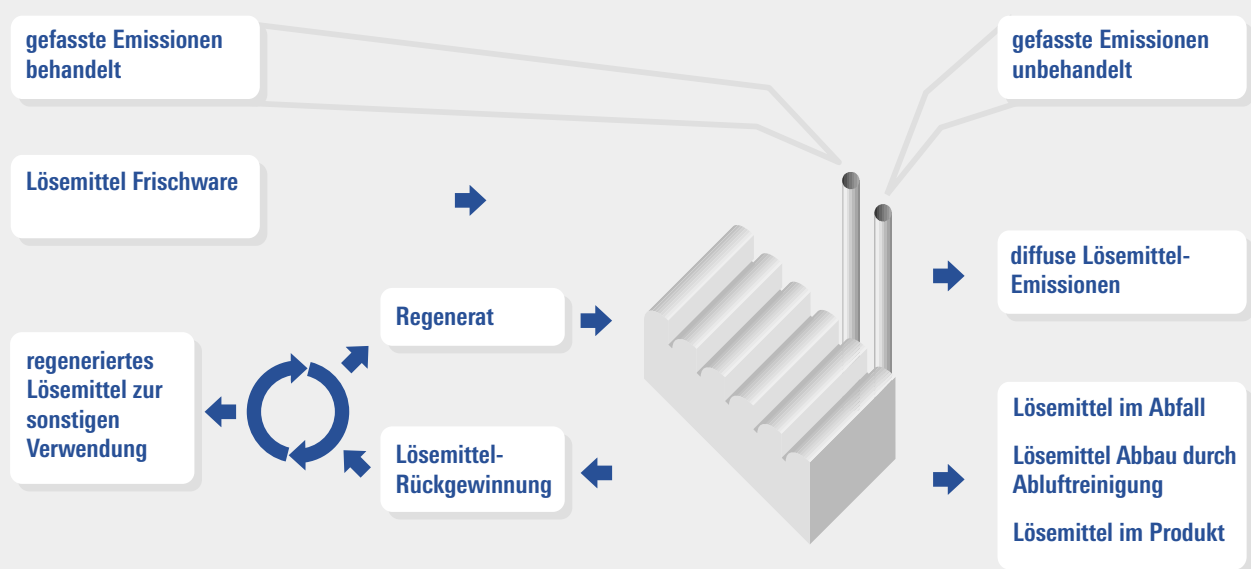 gefasste Emissionen
behandelt
gefasste Emissionen
unbehandelt
Lösemittel Frischware
diffuse Lösemittel-
Emissionen
Regenerat
regeneriertes
Lösemittel zur
sonstigen
Verwendung
Lösemittel-
Rückgewinnung
Lösemittel im Abfall
Lösemittel Abbau durch
Abluftreinigung
Lösemittel im Produkt